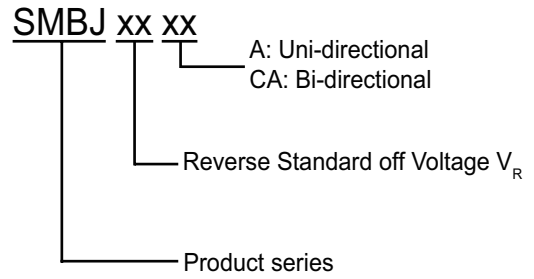 SMBJ xx xx
A: Uni-directional
CA: Bi-directional
Reverse Standard off Voltage VR
Product series